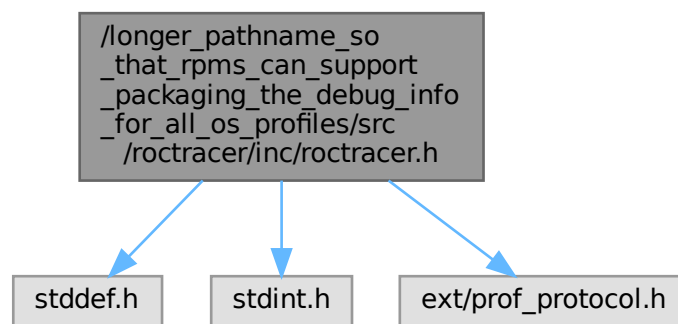 /longer_pathname_so
_that_rpms_can_support
_packaging_the_debug_info
_for_all_os_profiles/src
/roctracer/inc/roctracer.h
stddef.h
stdint.h
ext/prof_protocol.h